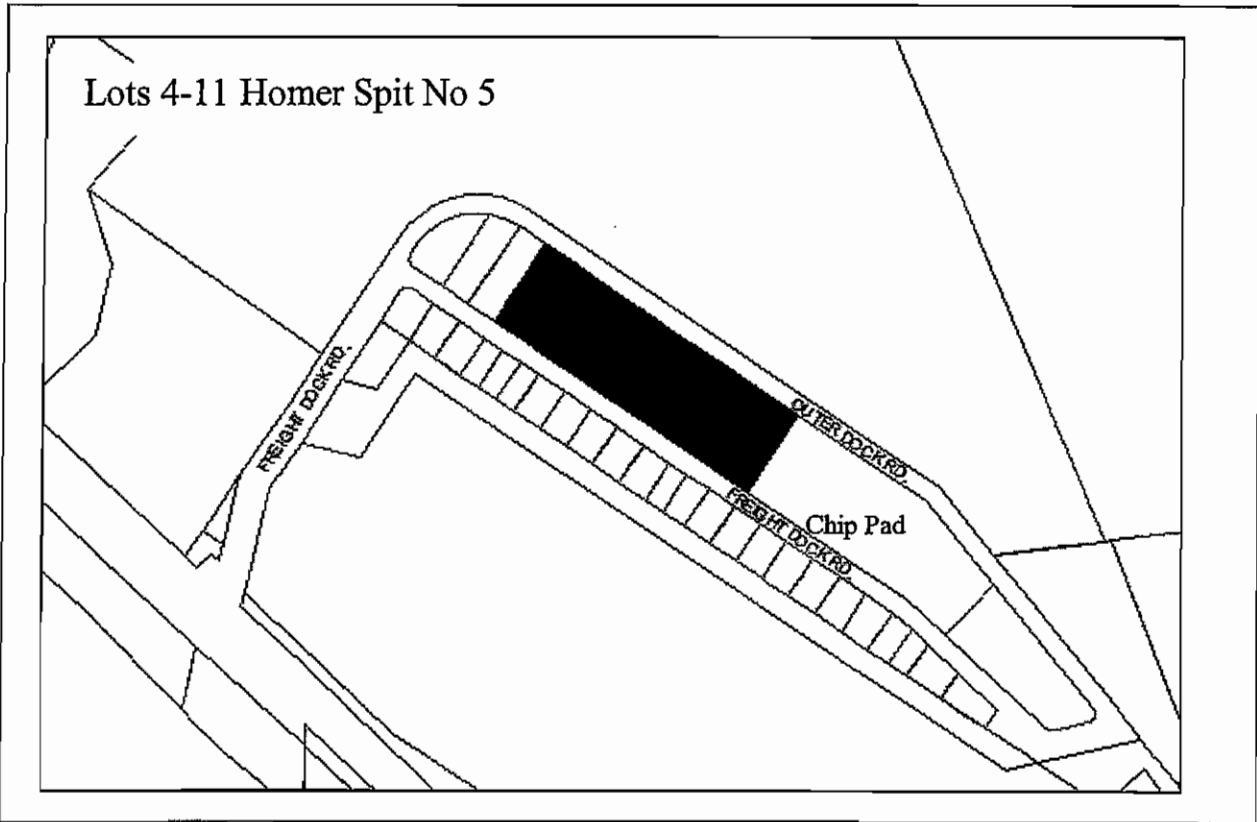 Lots 4-11 Homer Spit No 5
FREIGHT DOCK RD.
OUTER DOCK RD.
FREIGHT DOCK RD.
Chip Pad